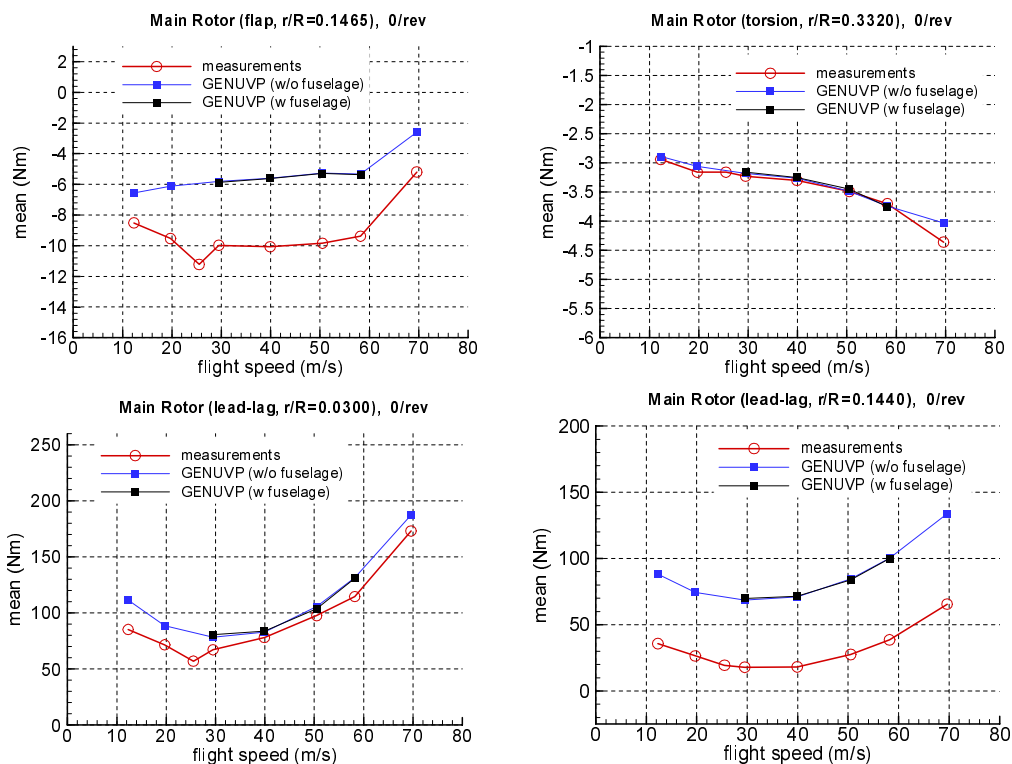 Main Rotor (flap, r/R=0.1465), 0/rev
measurements
GENUVP (w/o fuselage)
GENUVP (w fuselage)
mean (Nm)
2
0
-2
-4
-6
-8
-10
-12
-14
-16
0 10 20 30 40 50 60 70 80
flight speed (m/s)
Main Rotor (torsion, r/R=0.3320), 0/rev
measurements
GENUVP (w/o fuselage)
GENUVP (w fuselage)
mean (Nm)
-1
-1.5
-2
-2.5
-3
-3.5
-4
-4.5
-5
-5.5
-6
0 10 20 30 40 50 60 70 80
flight speed (m/s)
Main Rotor (lead-lag, r/R=0.0300), 0/rev
measurements
GENUVP (w/o fuselage)
GENUVP (w fuselage)
mean (Nm)
250
200
150
100
50
0
0 10 20 30 40 50 60 70 80
flight speed (m/s)
Main Rotor (lead-lag, r/R=0.1440), 0/rev
measurements
GENUVP (w/o fuselage)
GENUVP (w fuselage)
mean (Nm)
200
150
100
50
0
0 10 20 30 40 50 60 70 80
flight speed (m/s)